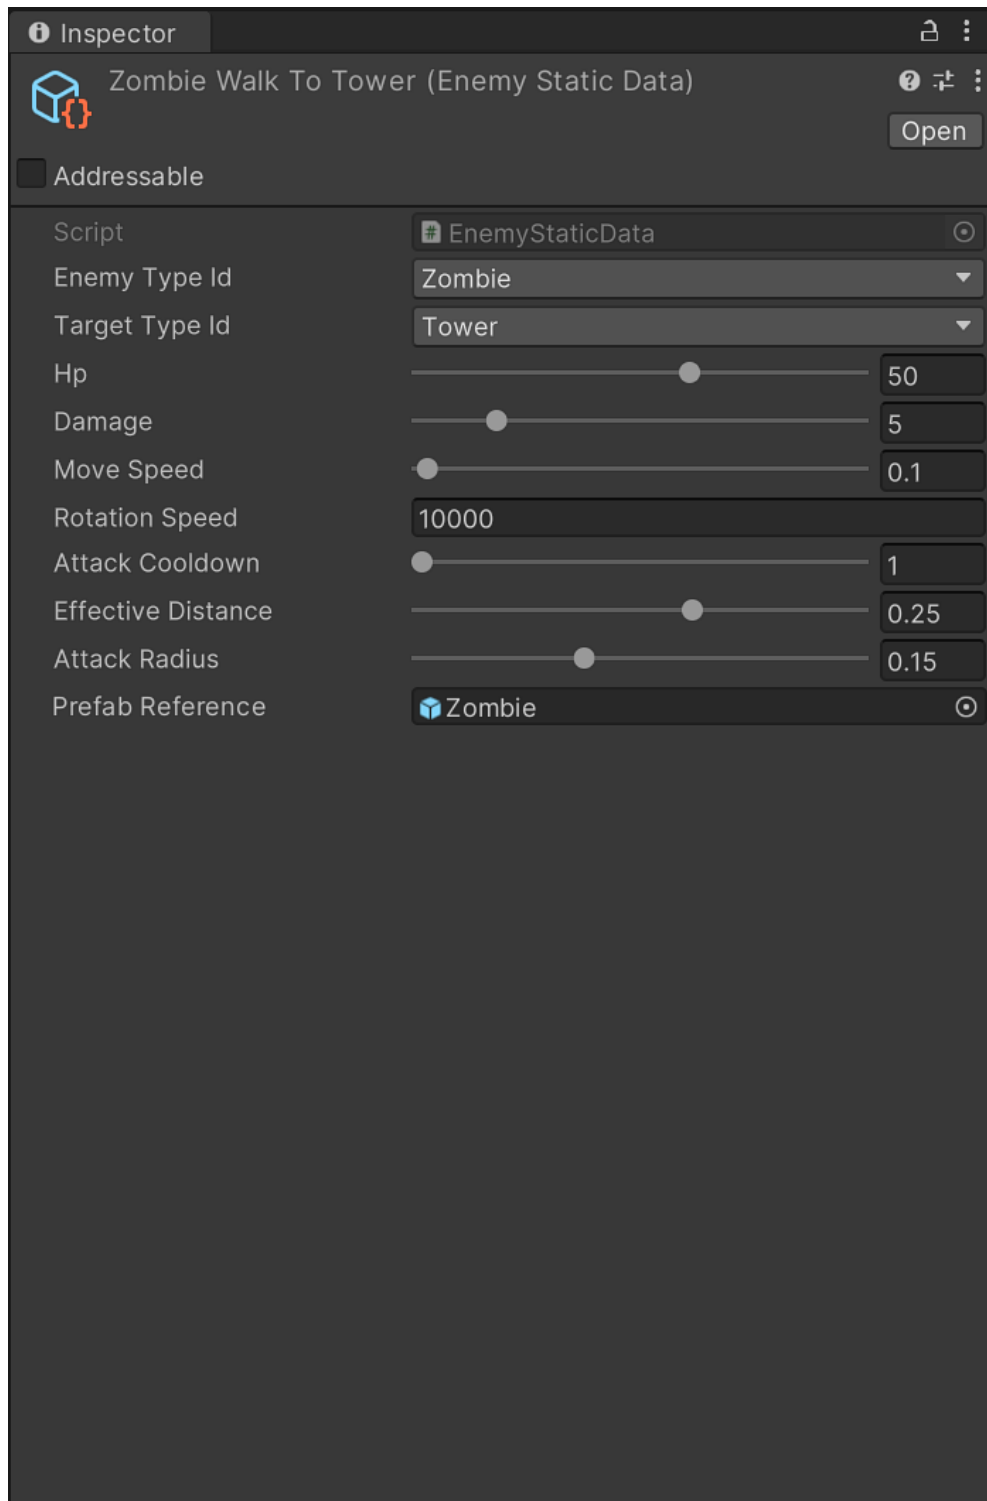 Inspector
Zombie Walk To Tower (Enemy Static Data)
Open
Addressable
Script EnemyStaticData
Enemy Type Id Zombie
Target Type Id Tower
Hp 50
Damage 5
Move Speed 0.1
Rotation Speed 10000
Attack Cooldown 1
Effective Distance 0.25
Attack Radius 0.15
Prefab Reference Zombie